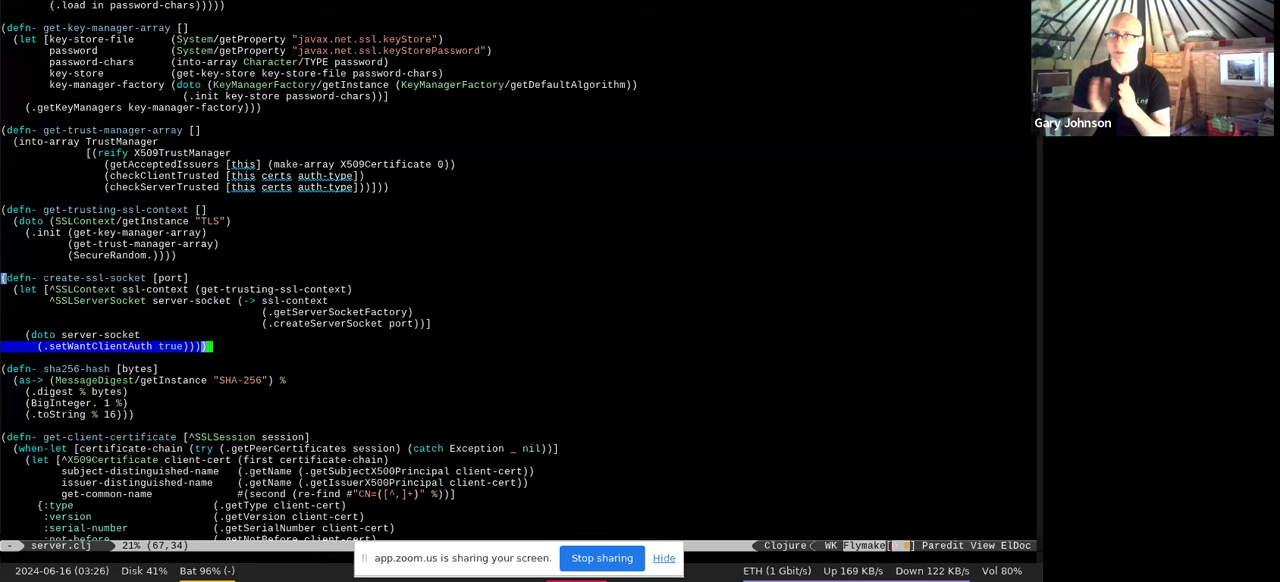 (.load in password-chars)))))
(defn- get-key-manager-array []
(let [key-store-file (System/getProperty "javax.net.ssl.keyStore")
password (System/getProperty "javax.net.ssl.keyStorePassword")
password-chars (into-array Character/TYPE password)
key-store (get-key-store key-store-file password-chars)
key-manager-factory (doto (KeyManagerFactory/getInstance (KeyManagerFactory/getDefaultAlgorithm))
(.init key-store password-chars))]
(.getKeyManagers key-manager-factory)))
(defn- get-trust-manager-array []
(into-array TrustManager
[(reify X509TrustManager
(getAcceptedIssuers [this] (make-array X509Certificate 0))
(checkClientTrusted [this certs auth-type])
(checkServerTrusted [this certs auth-type]))]))
(defn- get-trusting-ssl-context []
(doto (SSLContext/getInstance "TLS")
(.init (get-key-manager-array)
(get-trust-manager-array)
(SecureRandom.))))
(defn- create-ssl-socket [port]
(let [^SSLContext ssl-context (get-trusting-ssl-context)
^SSLServerSocket server-socket (-> ssl-context
(.getServerSocketFactory)
(.createServerSocket port))]
(doto server-socket
(.setWantClientAuth true))))
(defn- sha256-hash [bytes]
(as-> (MessageDigest/getInstance "SHA-256") %
(.digest % bytes)
(BigInteger. 1 %)
(.toString % 16)))
(defn- get-client-certificate [^SSLSession session]
(when-let [certificate-chain (try (.getPeerCertificates session) (catch Exception _ nil))]
(let [^X509Certificate client-cert (first certificate-chain)
subject-distinguished-name (.getName (.getSubjectX500Principal client-cert))
issuer-distinguished-name (.getName (.getIssuerX500Principal client-cert))
get-common-name #(second (re-find #"CN=([^,]+)" %))]
{:type (.getType client-cert)
:version (.getVersion client-cert)
:serial-number (.getSerialNumber client-cert)
:not-before (.getNotBefore client-cert)
- server.clj 21% (67,34) Clojure WK Flymake[ 8] Paredit View ElDoc
app.zoom.us is sharing your screen. Stop sharing Hide
2024-06-16 (03:26) Disk 41% Bat 96% (-) ETH (1 Gbit/s) Up 169 KB/s Down 122 KB/s Vol 80%
Gary Johnson